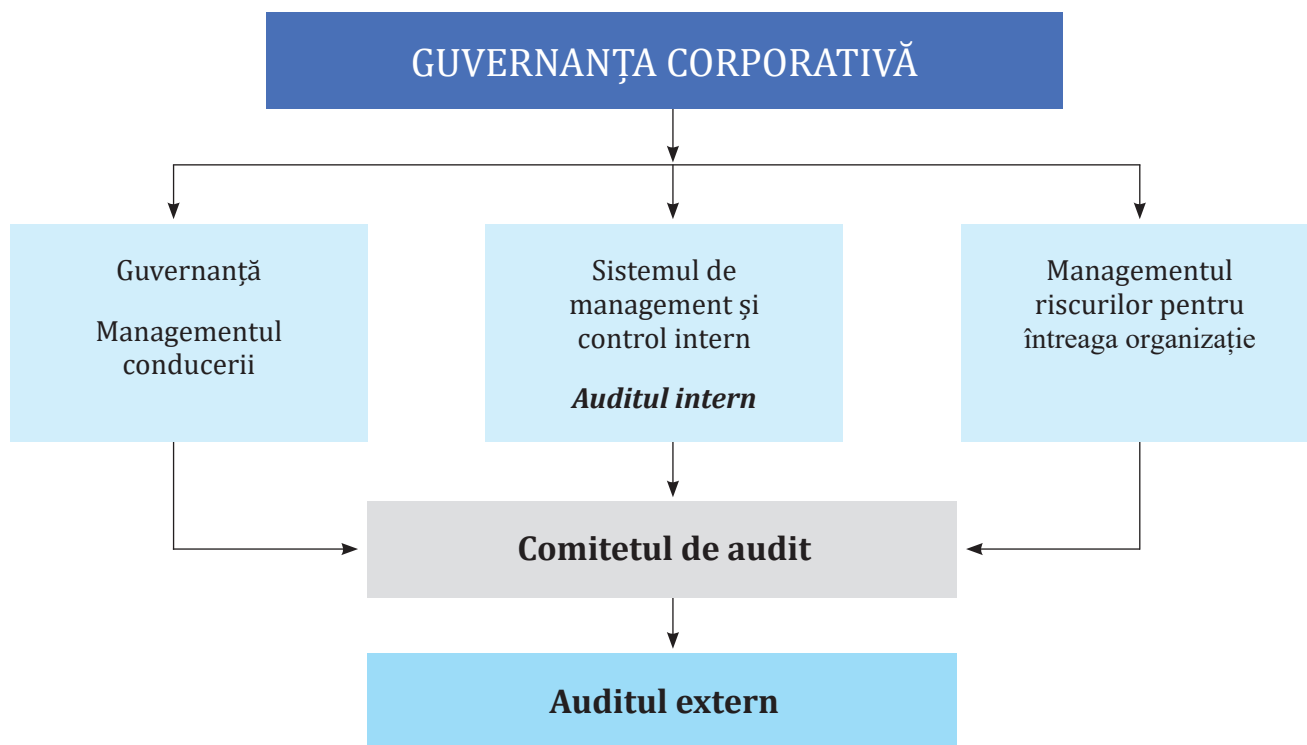 GUVERNANȚA CORPORATIVĂ
Guvernanță
Managementul
conducerii
Sistemul de
management și
control intern
Auditul intern
Managementul
riscurilor pentru
întreaga organizație
Comitetul de audit
Auditul extern